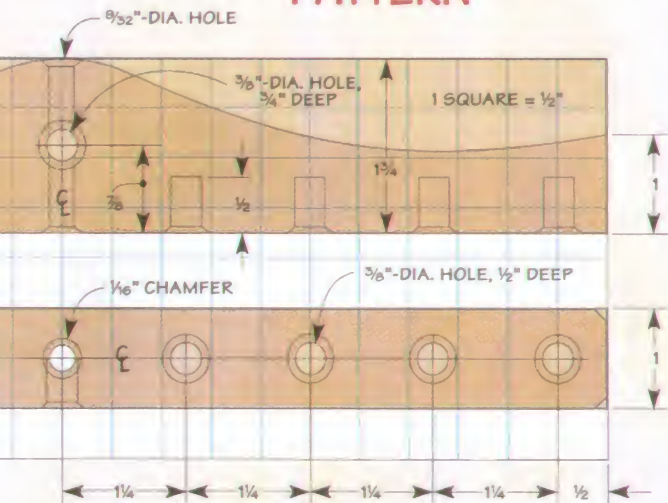 PATTERN
9/32"-DIA. HOLE
3/8"-DIA. HOLE,
3/4" DEEP
1 SQUARE = 1/2"
1 3/4
1
7/8
1/2
℄
1/16" CHAMFER
3/8"-DIA. HOLE, 1/2" DEEP
℄
1
1 1/4 1 1/4 1 1/4 1 1/4 1/2